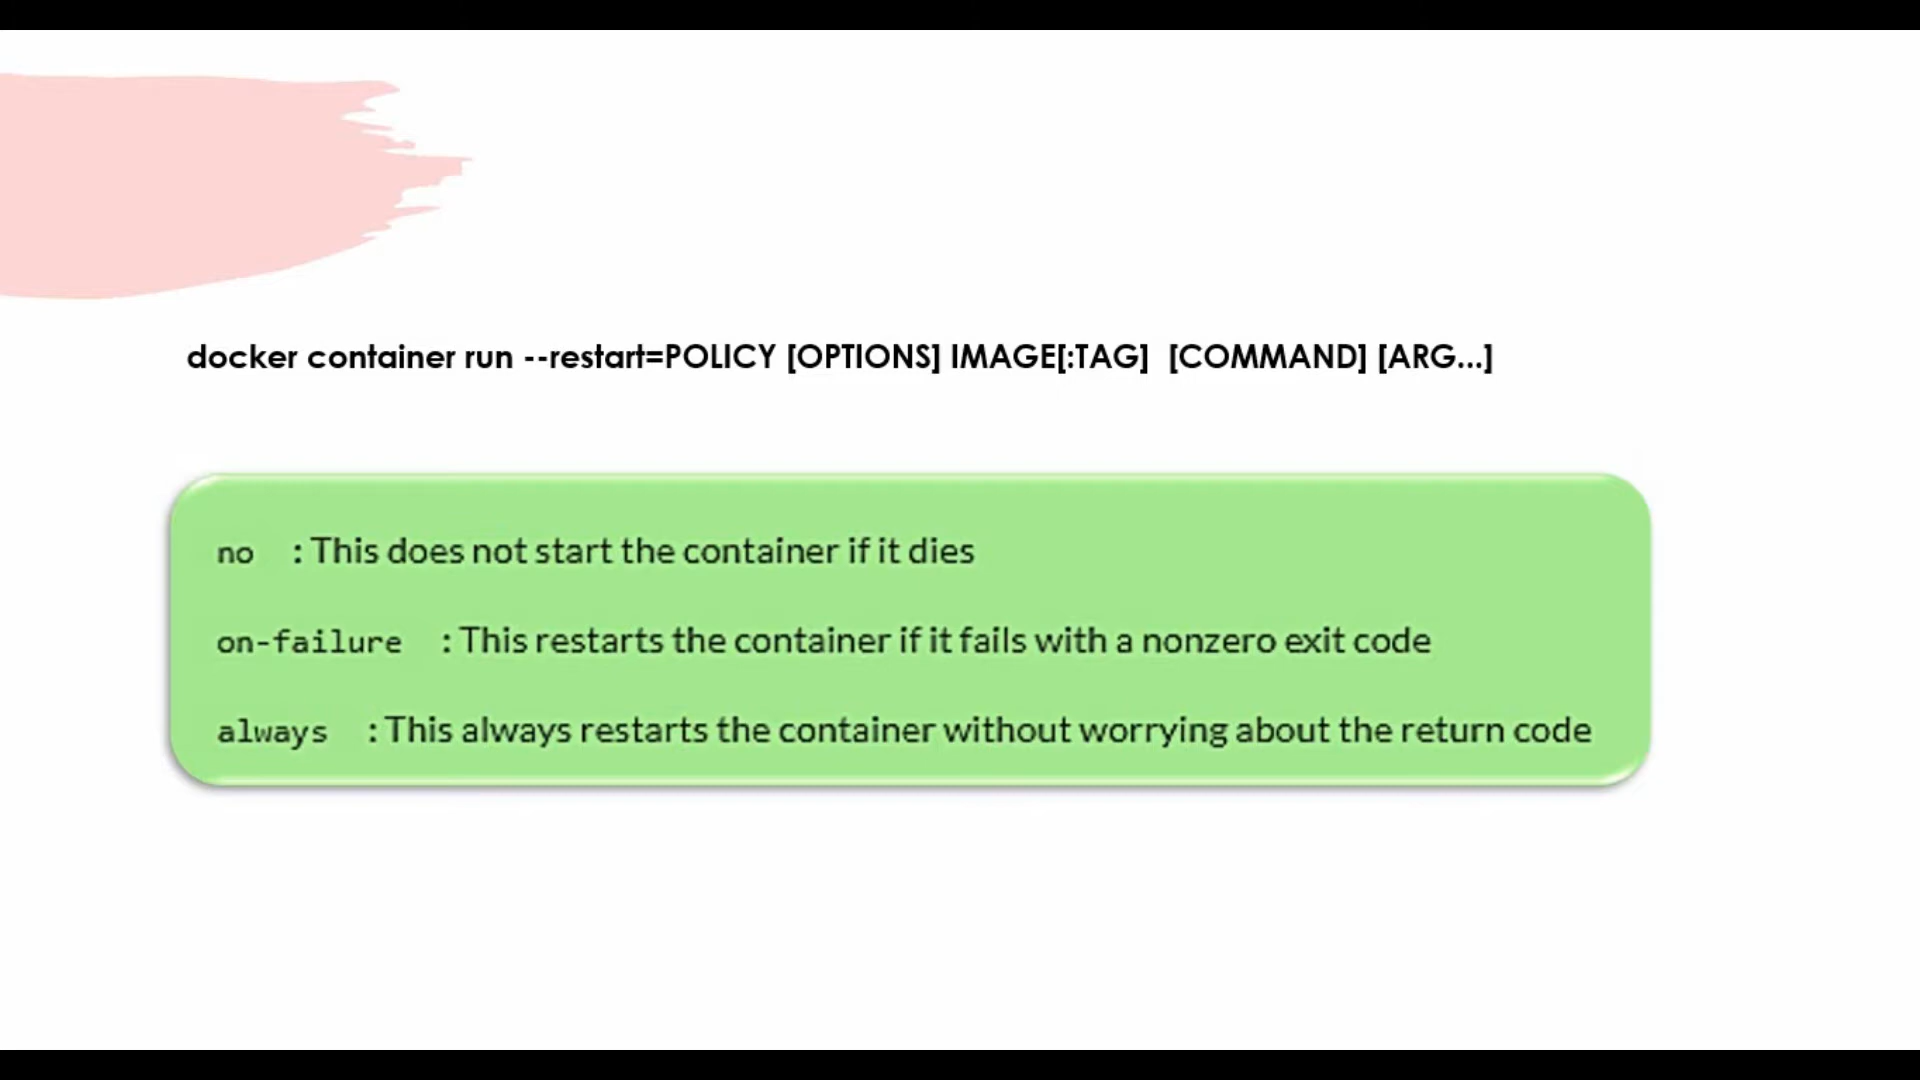 docker container run --restart=POLICY [OPTIONS] IMAGE[:TAG]  [COMMAND] [ARG...]
no : This does not start the container if it dies
on-failure : This restarts the container if it fails with a nonzero exit code
always : This always restarts the container without worrying about the return code